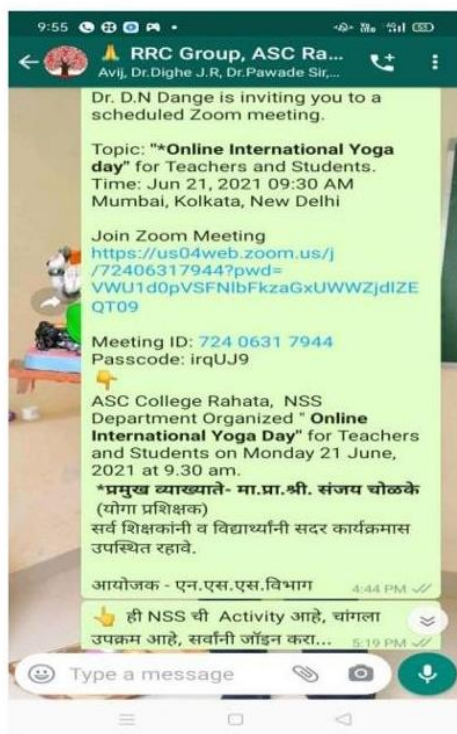 9:55
RRC Group, ASC Ra...
Avij, Dr.Dighe J.R, Dr.Pawade Sir,...
Dr. D.N Dange is inviting you to a
scheduled Zoom meeting.
Topic: "*Online International Yoga
day" for Teachers and Students.
Time: Jun 21, 2021 09:30 AM
Mumbai, Kolkata, New Delhi
Join Zoom Meeting
https://us04web.zoom.us/j
/72406317944?pwd=
VWU1d0pVSFNlbFkzaGxUWWZjdlZE
QT09
Meeting ID: 724 0631 7944
Passcode: irqUJ9
ASC College Rahata, NSS
Department Organized " Online
International Yoga Day" for Teachers
and Students on Monday 21 June,
2021 at 9.30 am.
*प्रमुख व्याख्याते- मा.प्रा.श्री. संजय चोळके
(योगा प्रशिक्षक)
सर्व शिक्षकांनी व विद्यार्थ्यांनी सदर कार्यक्रमास
उपस्थित रहावे.
आयोजक - एन.एस.एस.विभाग 4:44 PM
ही NSS ची Activity आहे, चांगला
उपक्रम आहे, सर्वांनी जॉइन करा... 5:19 PM
Type a message